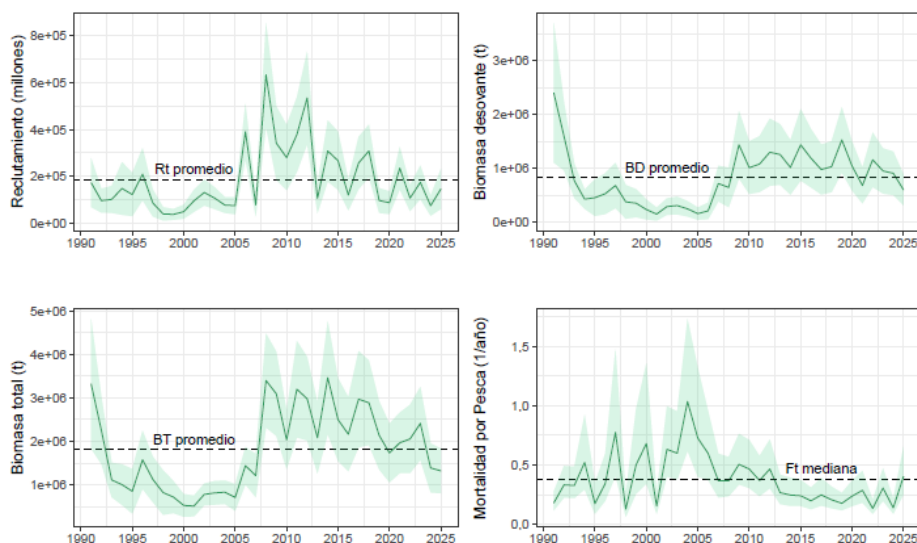 Reclutamiento (millones)
8e+05
6e+05
4e+05
2e+05
0e+00
Rt promedio
1990 1995 2000 2005 2010 2015 2020 2025
Biomasa desovante (t)
3e+06
2e+06
1e+06
0e+00
BD promedio
1990 1995 2000 2005 2010 2015 2020 2025
Biomasa total (t)
5e+06
4e+06
3e+06
2e+06
1e+06
BT promedio
1990 1995 2000 2005 2010 2015 2020 2025
Mortalidad por Pesca (1/año)
1,5
1,0
0,5
0,0
Ft mediana
1990 1995 2000 2005 2010 2015 2020 2025